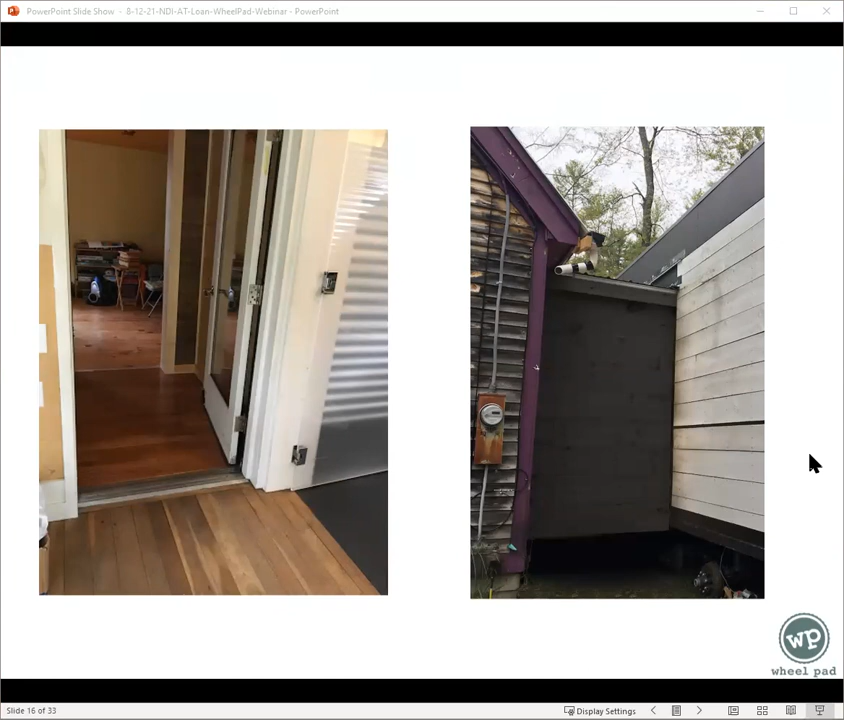 PowerPoint Slide Show - 8-12-21-NDI-AT-Loan-WheelPad-Webinar - PowerPoint
wp
wheel pad
Slide 16 of 33
Display Settings